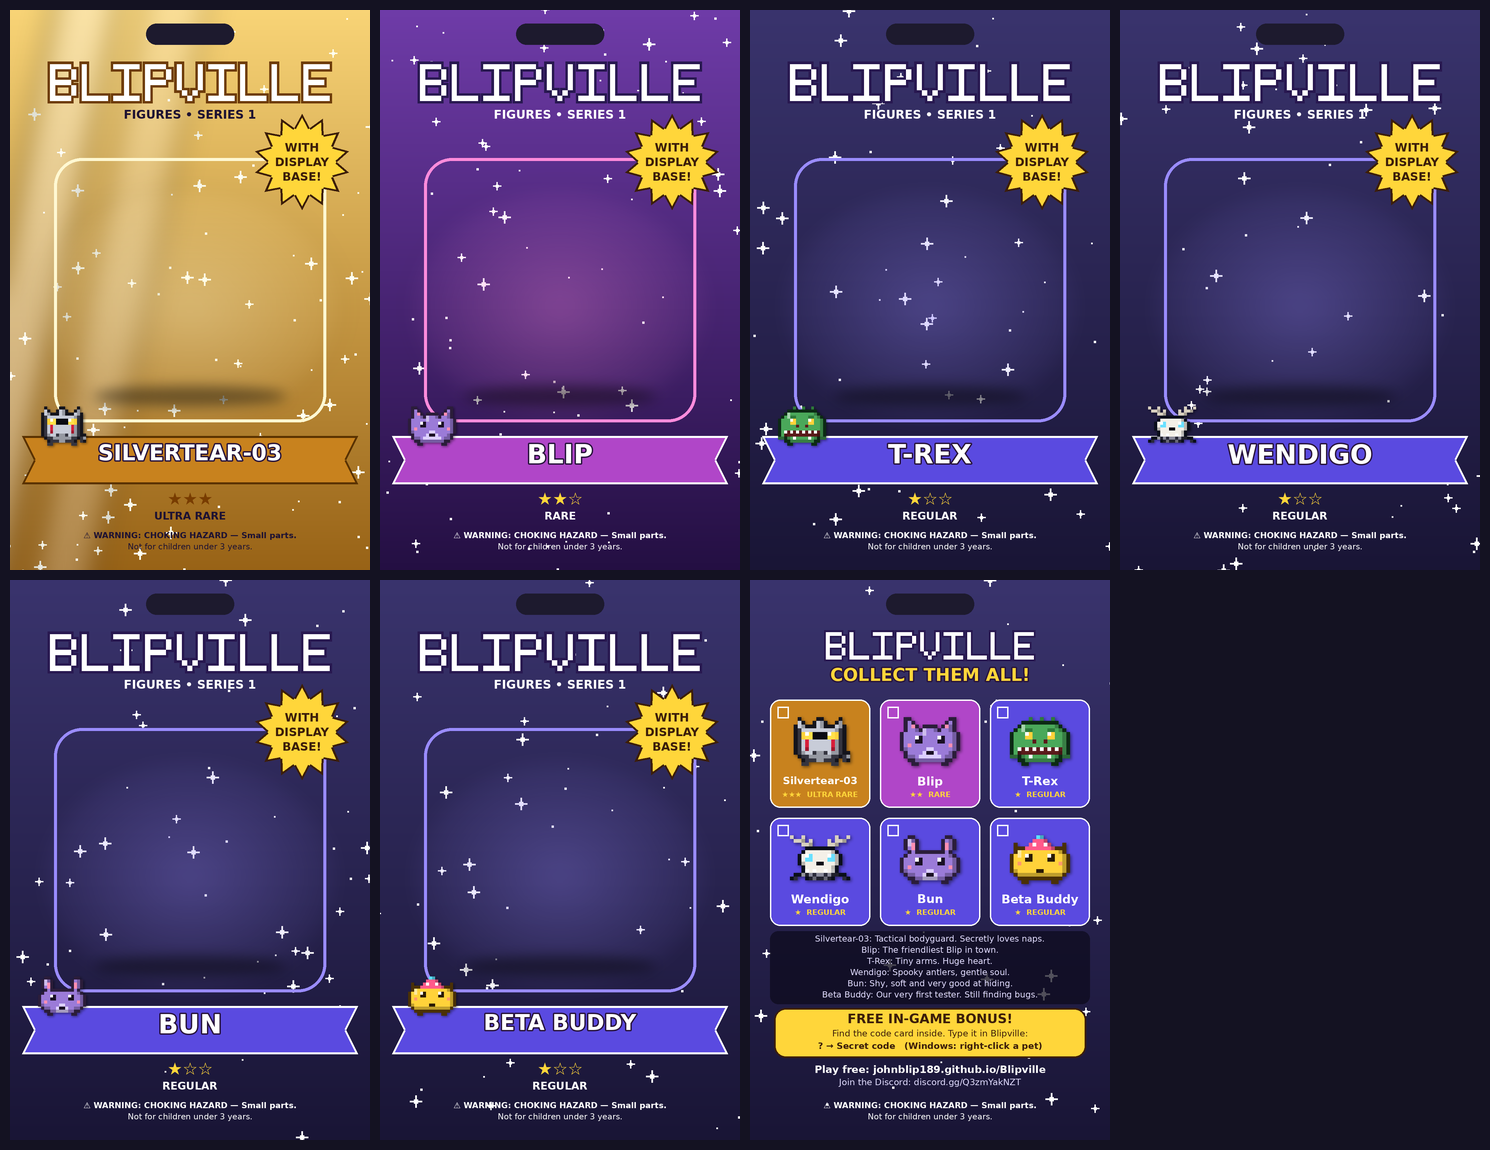 BLIPVILLE
FIGURES • SERIES 1
WITH
DISPLAY
BASE!
SILVERTEAR-03
★★★
ULTRA RARE
⚠ WARNING: CHOKING HAZARD — Small parts.
Not for children under 3 years.
BLIPVILLE
FIGURES • SERIES 1
WITH
DISPLAY
BASE!
BLIP
★★☆
RARE
⚠ WARNING: CHOKING HAZARD — Small parts.
Not for children under 3 years.
BLIPVILLE
FIGURES • SERIES 1
WITH
DISPLAY
BASE!
T-REX
★☆☆
REGULAR
⚠ WARNING: CHOKING HAZARD — Small parts.
Not for children under 3 years.
BLIPVILLE
FIGURES • SERIES 1
WITH
DISPLAY
BASE!
WENDIGO
★☆☆
REGULAR
⚠ WARNING: CHOKING HAZARD — Small parts.
Not for children under 3 years.
BLIPVILLE
FIGURES • SERIES 1
WITH
DISPLAY
BASE!
BUN
★☆☆
REGULAR
⚠ WARNING: CHOKING HAZARD — Small parts.
Not for children under 3 years.
BLIPVILLE
FIGURES • SERIES 1
WITH
DISPLAY
BASE!
BETA BUDDY
★☆☆
REGULAR
⚠ WARNING: CHOKING HAZARD — Small parts.
Not for children under 3 years.
BLIPVILLE
COLLECT THEM ALL!
Silvertear-03
★★★ ULTRA RARE
Blip
★★ RARE
T-Rex
★ REGULAR
Wendigo
★ REGULAR
Bun
★ REGULAR
Beta Buddy
★ REGULAR
Silvertear-03: Tactical bodyguard. Secretly loves naps.
Blip: The friendliest Blip in town.
T-Rex: Tiny arms. Huge heart.
Wendigo: Spooky antlers, gentle soul.
Bun: Shy, soft and very good at hiding.
Beta Buddy: Our very first tester. Still finding bugs.
FREE IN-GAME BONUS!
Find the code card inside. Type it in Blipville:
? → Secret code (Windows: right-click a pet)
Play free: johnblip189.github.io/Blipville
Join the Discord: discord.gg/Q3zmYakNZT
⚠ WARNING: CHOKING HAZARD — Small parts.
Not for children under 3 years.